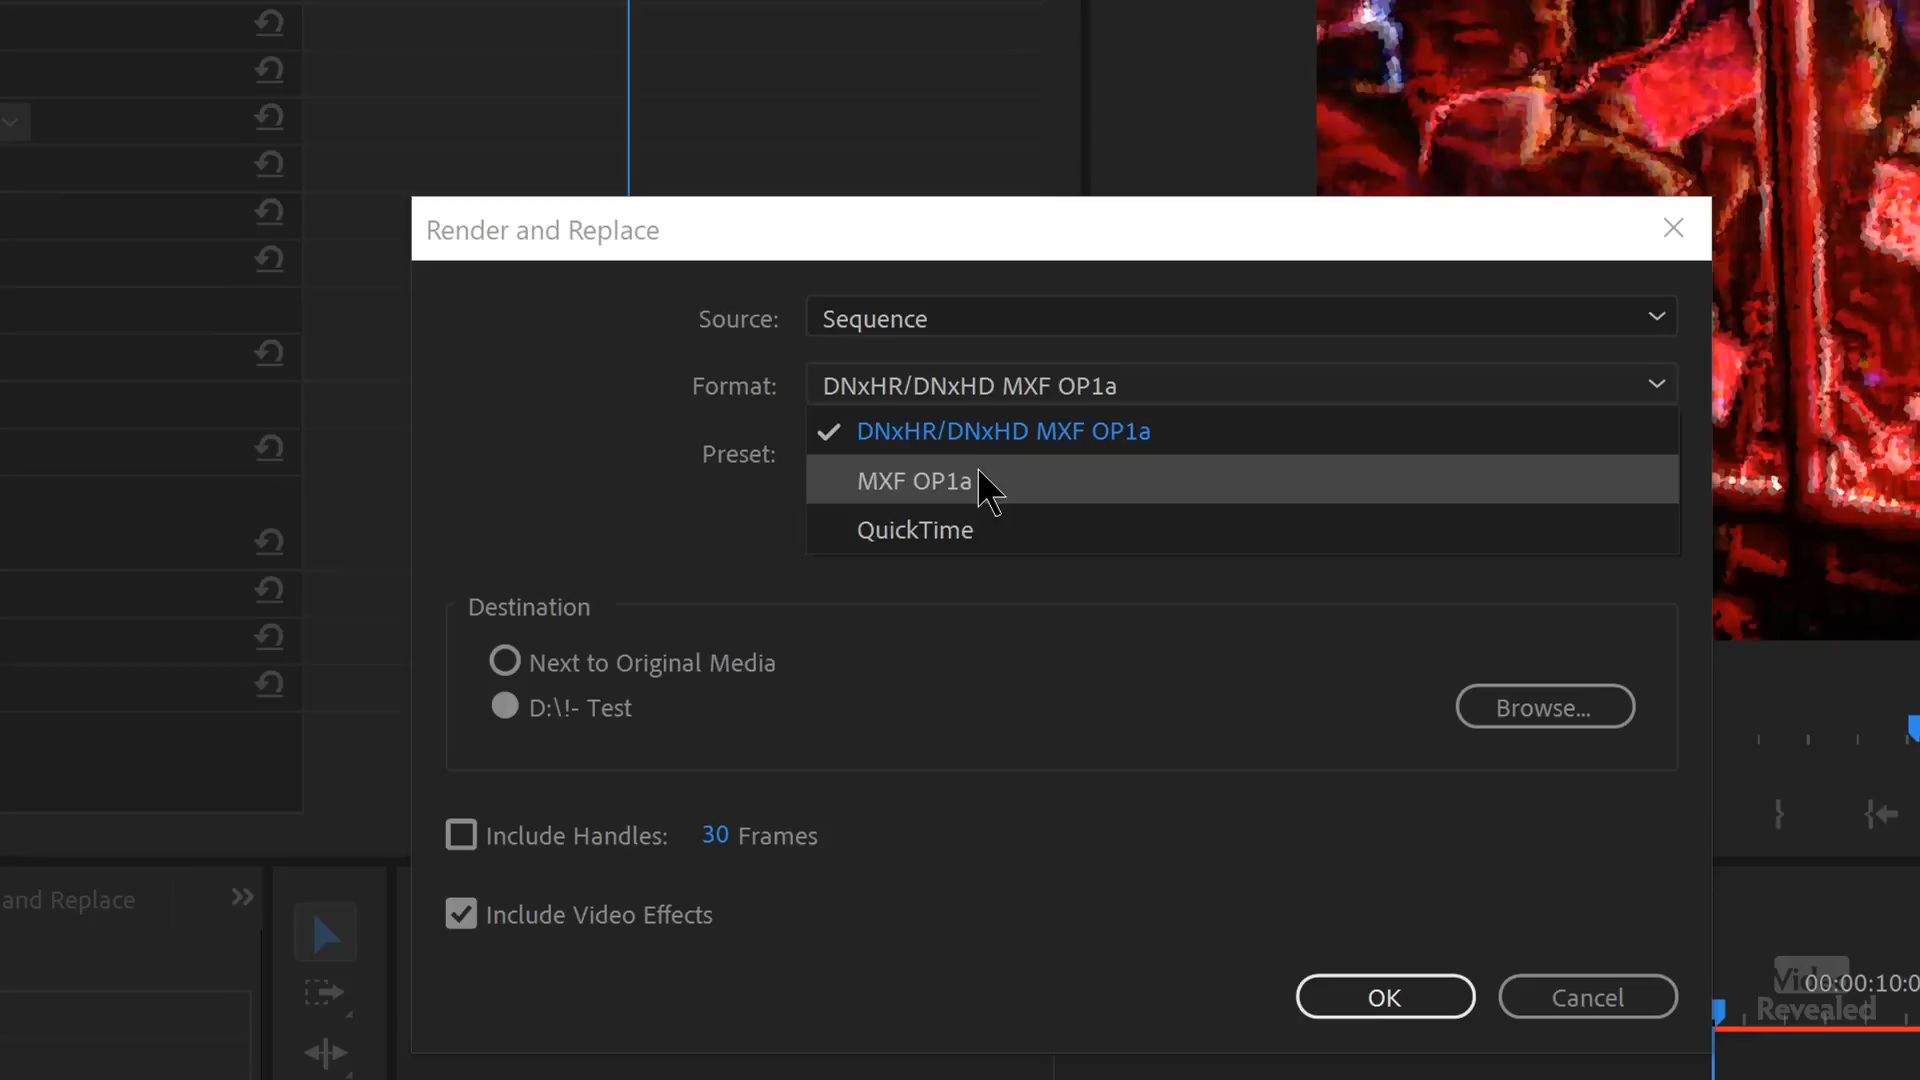 Render and Replace
Source: Sequence
Format: DNxHR/DNxHD MXF OP1a
DNxHR/DNxHD MXF OP1a
Preset:
MXF OP1a
QuickTime
Destination
Next to Original Media
D:\!- Test
Browse...
Include Handles: 30 Frames
and Replace
Include Video Effects
OK
Cancel
00:00:10:0
Video
Revealed